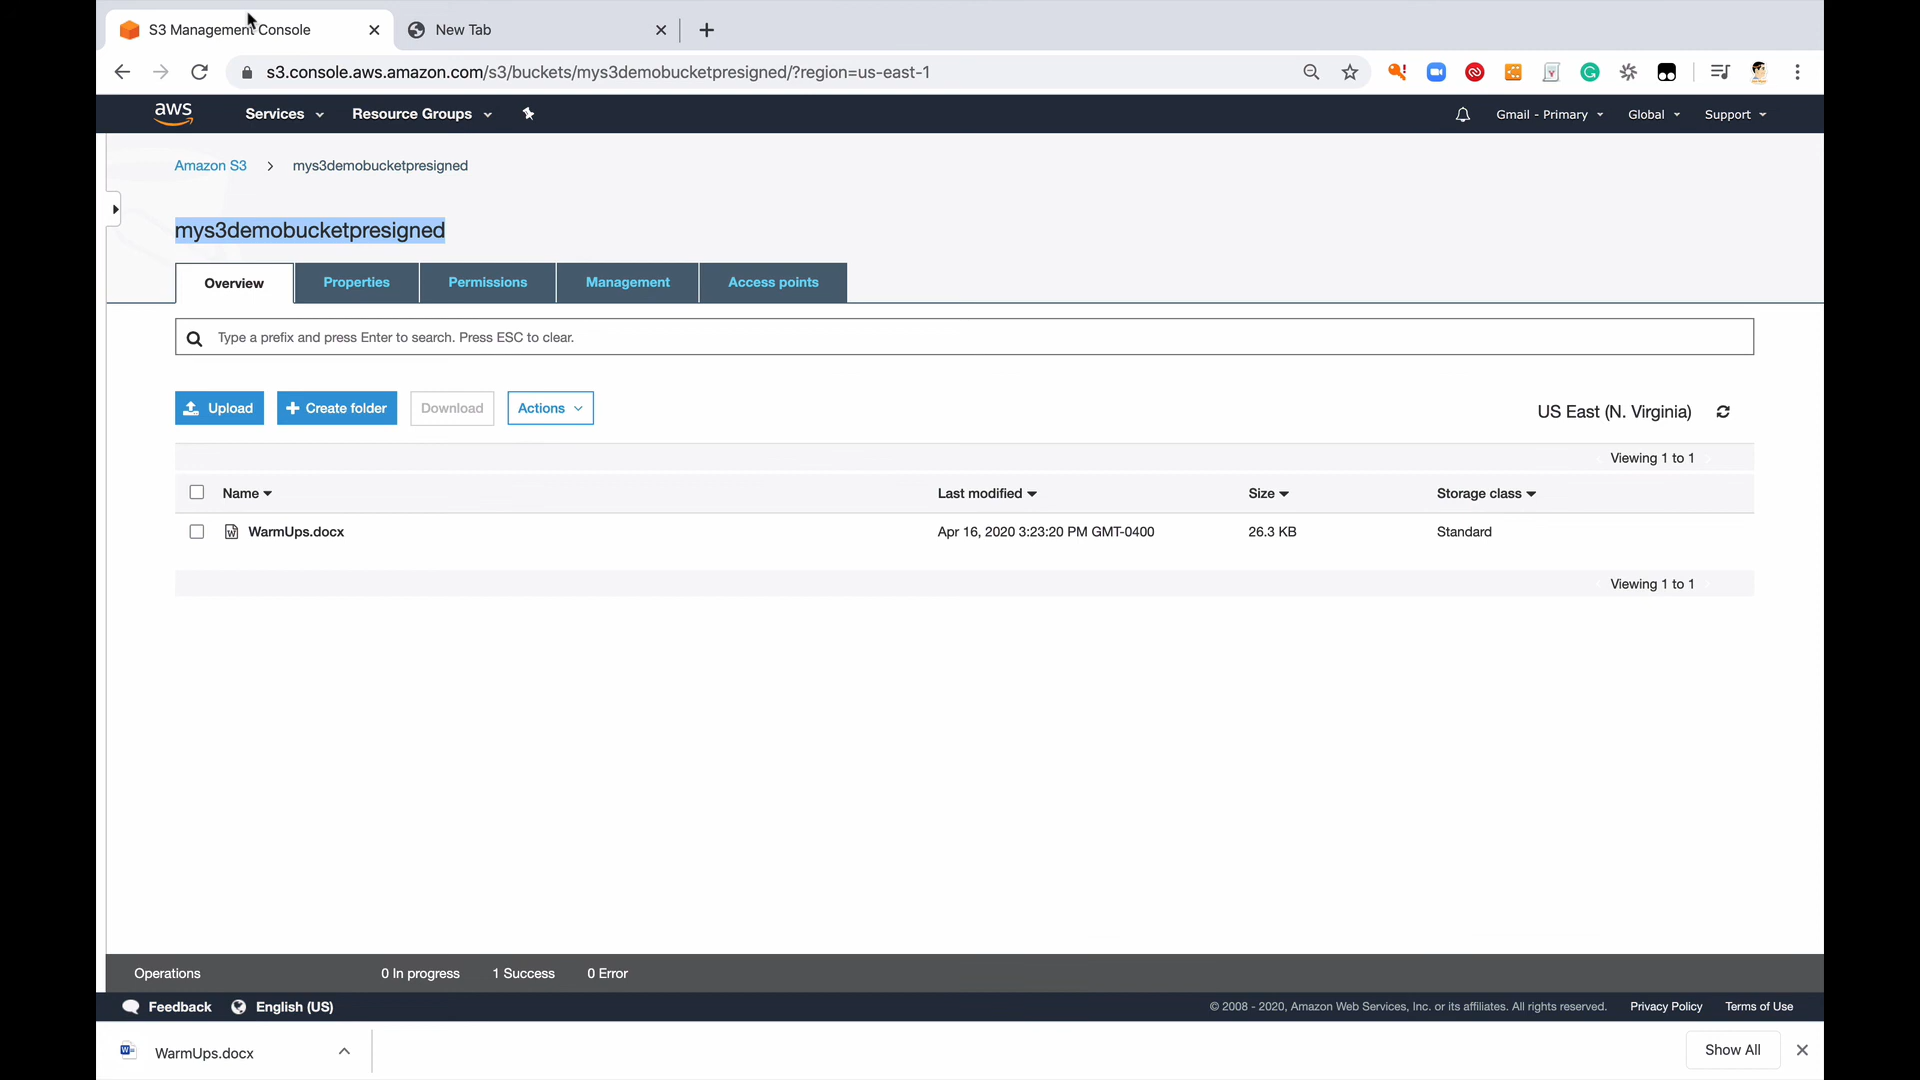 S3 Management Console
New Tab
s3.console.aws.amazon.com/s3/buckets/mys3demobucketpresigned/?region=us-east-1
aws Services Resource Groups Gmail - Primary Global Support
Amazon S3 > mys3demobucketpresigned
mys3demobucketpresigned
Overview Properties Permissions Management Access points
Type a prefix and press Enter to search. Press ESC to clear.
Upload + Create folder Download Actions US East (N. Virginia)
Viewing 1 to 1
Name Last modified Size Storage class
WarmUps.docx Apr 16, 2020 3:23:20 PM GMT-0400 26.3 KB Standard
Viewing 1 to 1
Operations 0 In progress 1 Success 0 Error
Feedback English (US) © 2008 - 2020, Amazon Web Services, Inc. or its affiliates. All rights reserved. Privacy Policy Terms of Use
WarmUps.docx Show All